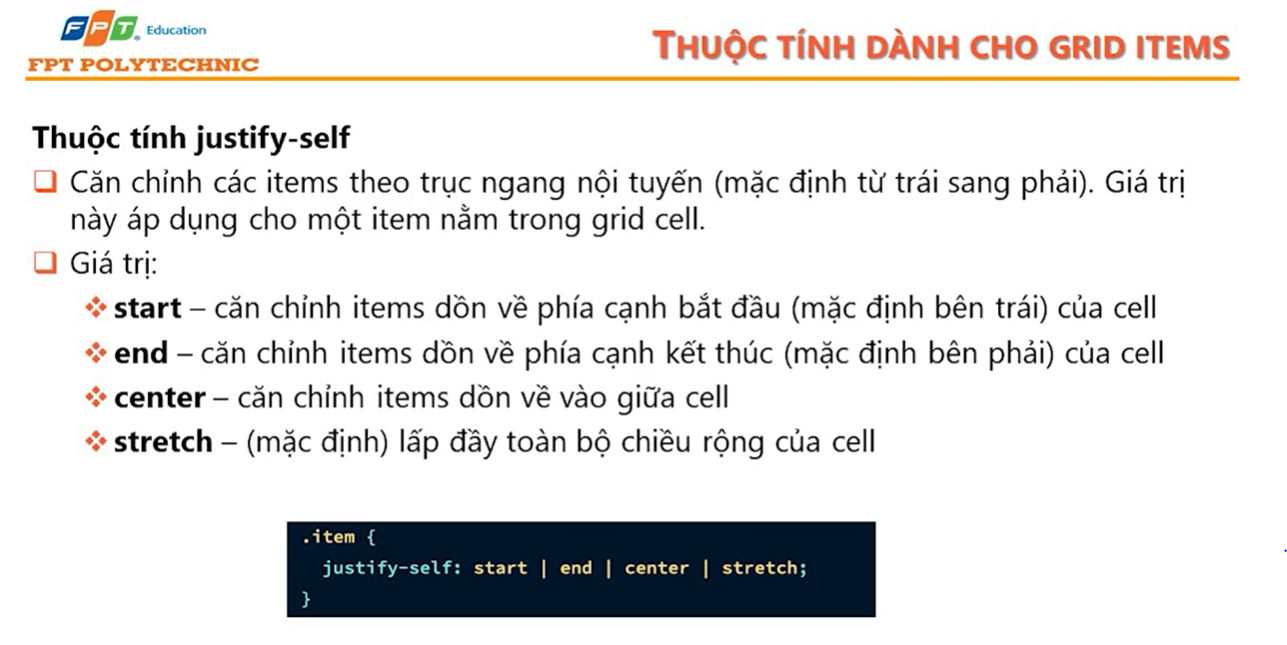 FPT Education
FPT POLYTECHNIC
THUỘC TÍNH DÀNH CHO GRID ITEMS
Thuộc tính justify-self
Căn chỉnh các items theo trục ngang nội tuyến (mặc định từ trái sang phải). Giá trị
này áp dụng cho một item nằm trong grid cell.
Giá trị:
start – căn chỉnh items dồn về phía cạnh bắt đầu (mặc định bên trái) của cell
end – căn chỉnh items dồn về phía cạnh kết thúc (mặc định bên phải) của cell
center – căn chỉnh items dồn về vào giữa cell
stretch – (mặc định) lấp đầy toàn bộ chiều rộng của cell
.item {
justify-self: start | end | center | stretch;
}